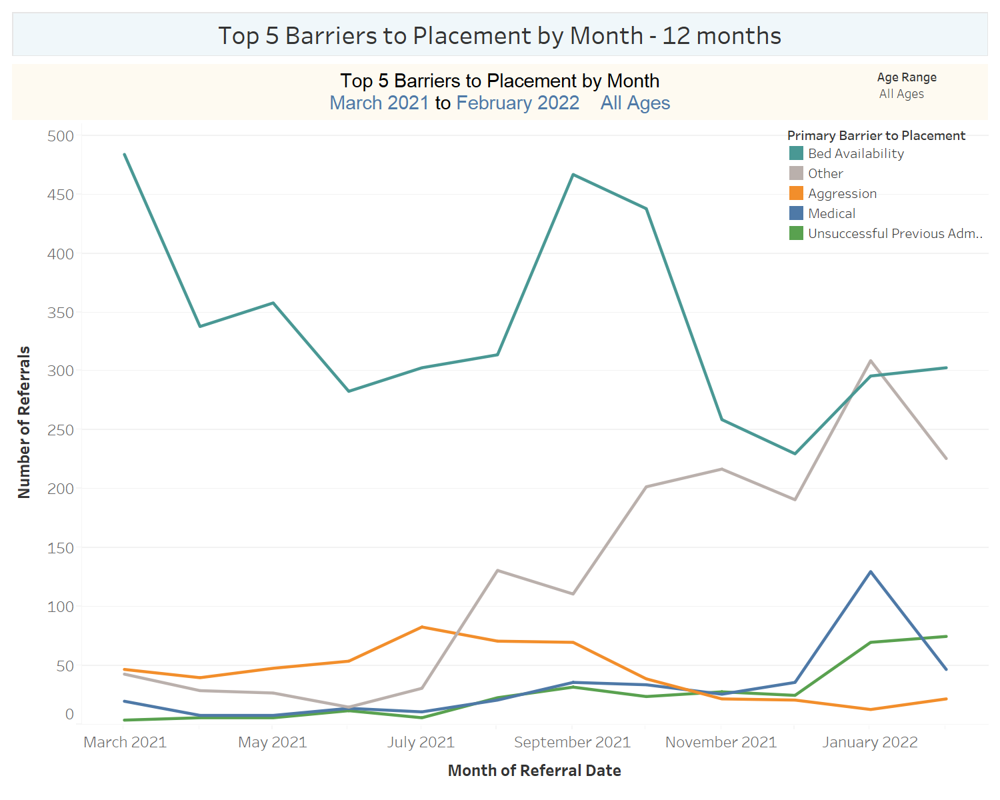 Top 5 Barriers to Placement by Month - 12 months
Top 5 Barriers to Placement by Month
March 2021 to February 2022 All Ages
Age Range
All Ages
Primary Barrier to Placement
Bed Availability
Other
Aggression
Medical
Unsuccessful Previous Adm..
Number of Referrals
500
450
400
350
300
250
200
150
100
50
0
March 2021 May 2021 July 2021 September 2021 November 2021 January 2022
Month of Referral Date